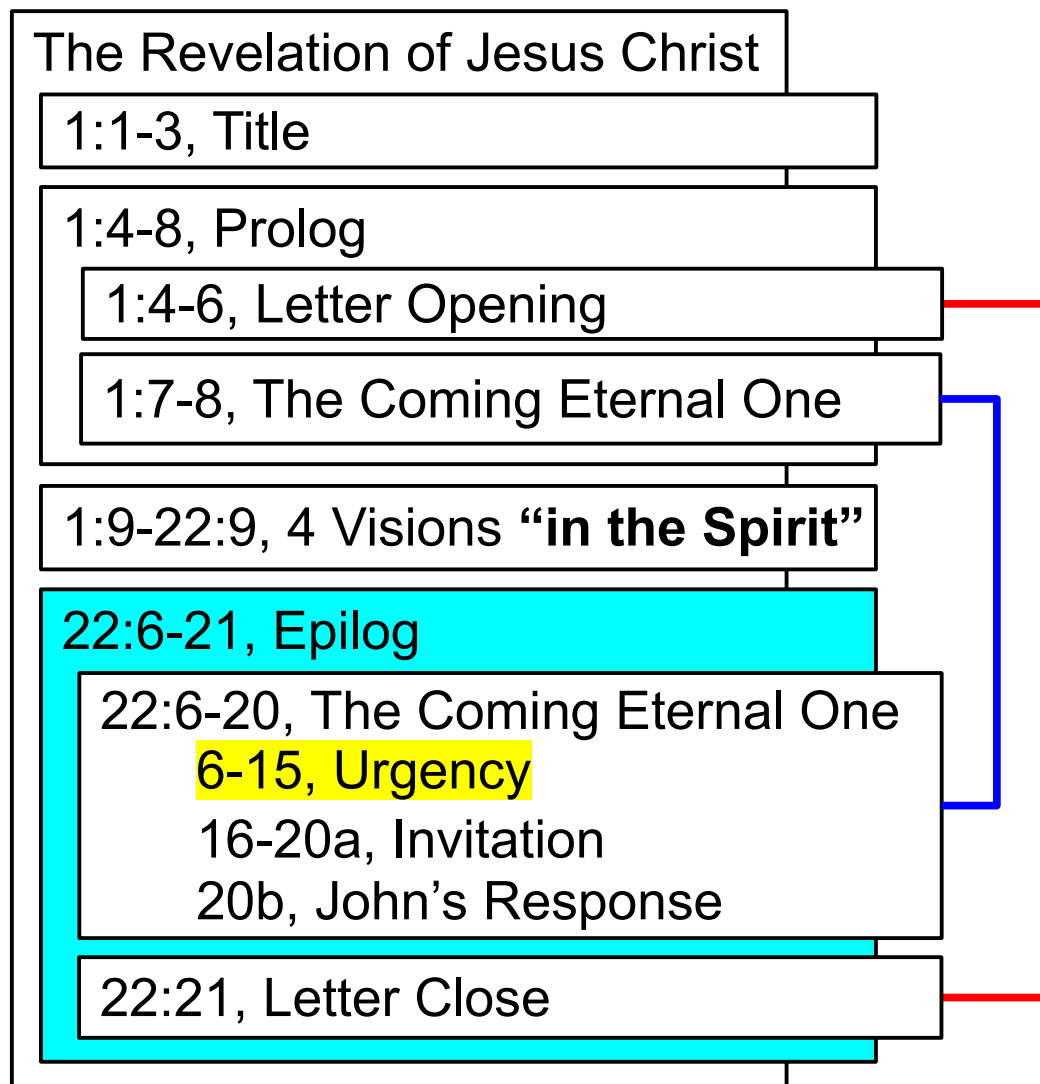 The Revelation of Jesus Christ
1:1-3, Title
1:4-8, Prolog
1:4-6, Letter Opening
1:7-8, The Coming Eternal One
1:9-22:9, 4 Visions “in the Spirit”
22:6-21, Epilog
22:6-20, The Coming Eternal One
6-15, Urgency
16-20a, Invitation
20b, John’s Response
22:21, Letter Close